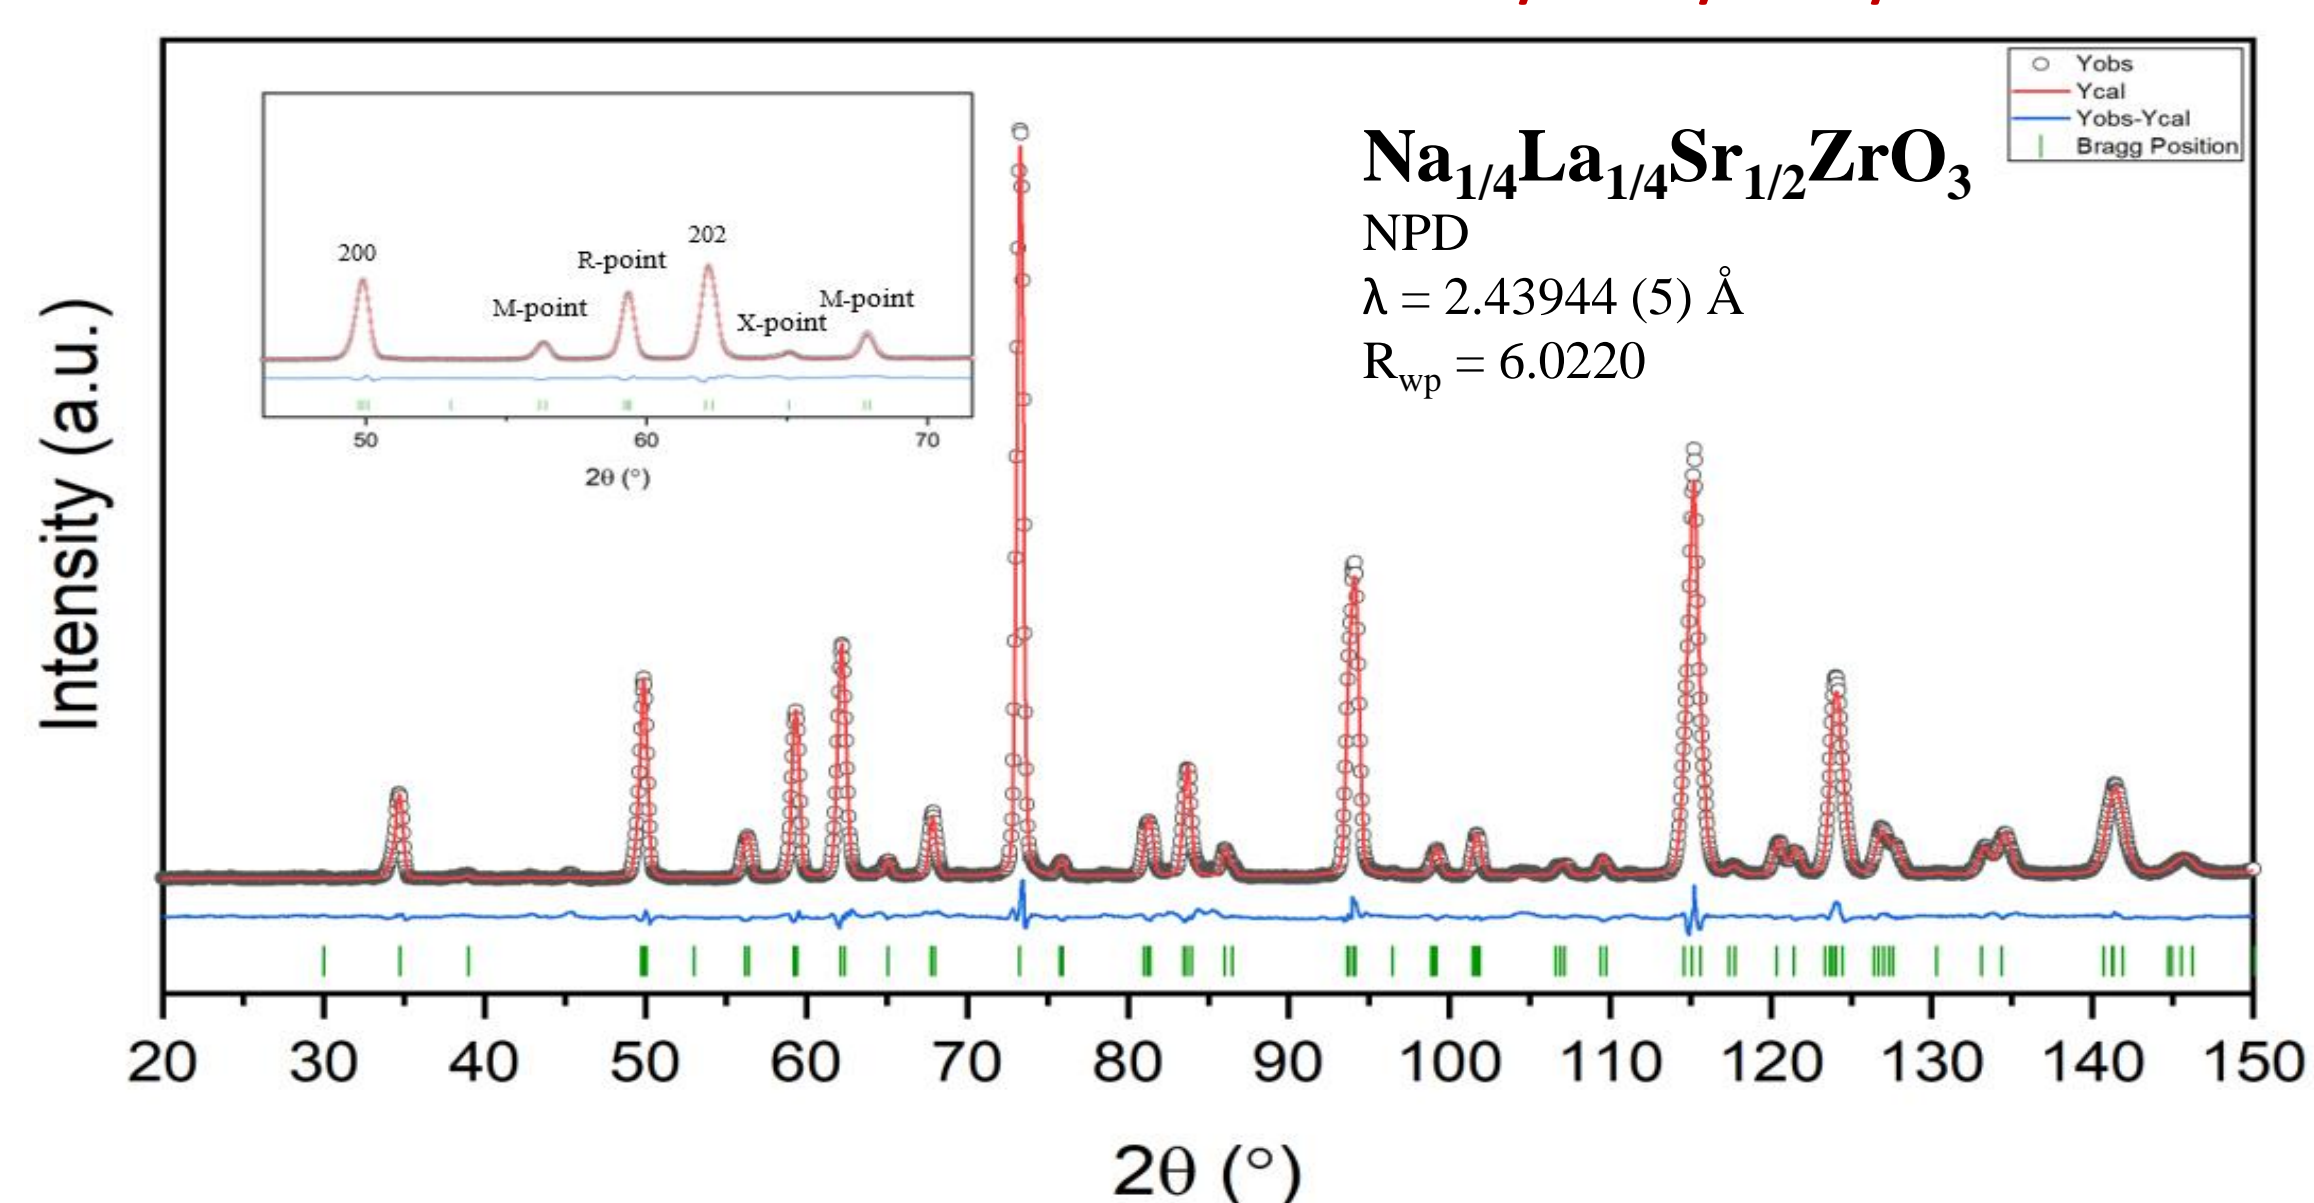 Yobs
Ycal
Yobs-Ycal
Bragg Position
Na1/4La1/4Sr1/2ZrO3
NPD
λ = 2.43944 (5) Å
Rwp = 6.0220
200
M-point
R-point
202
X-point
M-point
50 60 70
2θ (°)
Intensity (a.u.)
20 30 40 50 60 70 80 90 100 110 120 130 140 150
2θ (°)